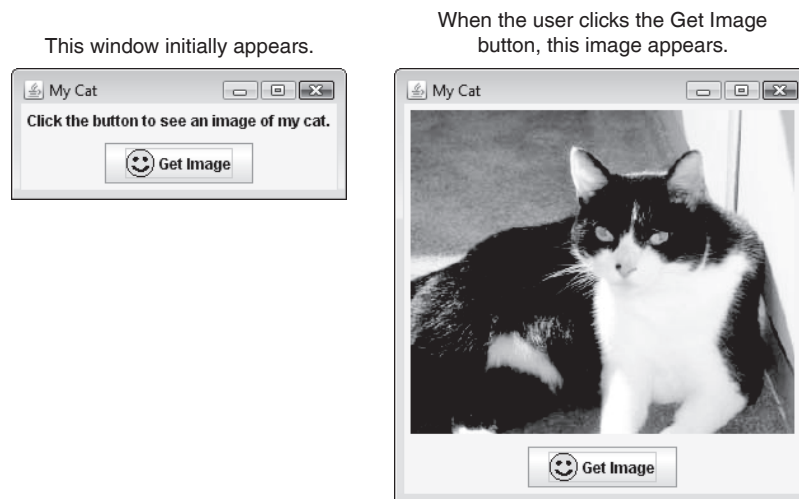 This window initially appears.
My Cat
Click the button to see an image of my cat.
Get Image
When the user clicks the Get Image
button, this image appears.
My Cat
Get Image